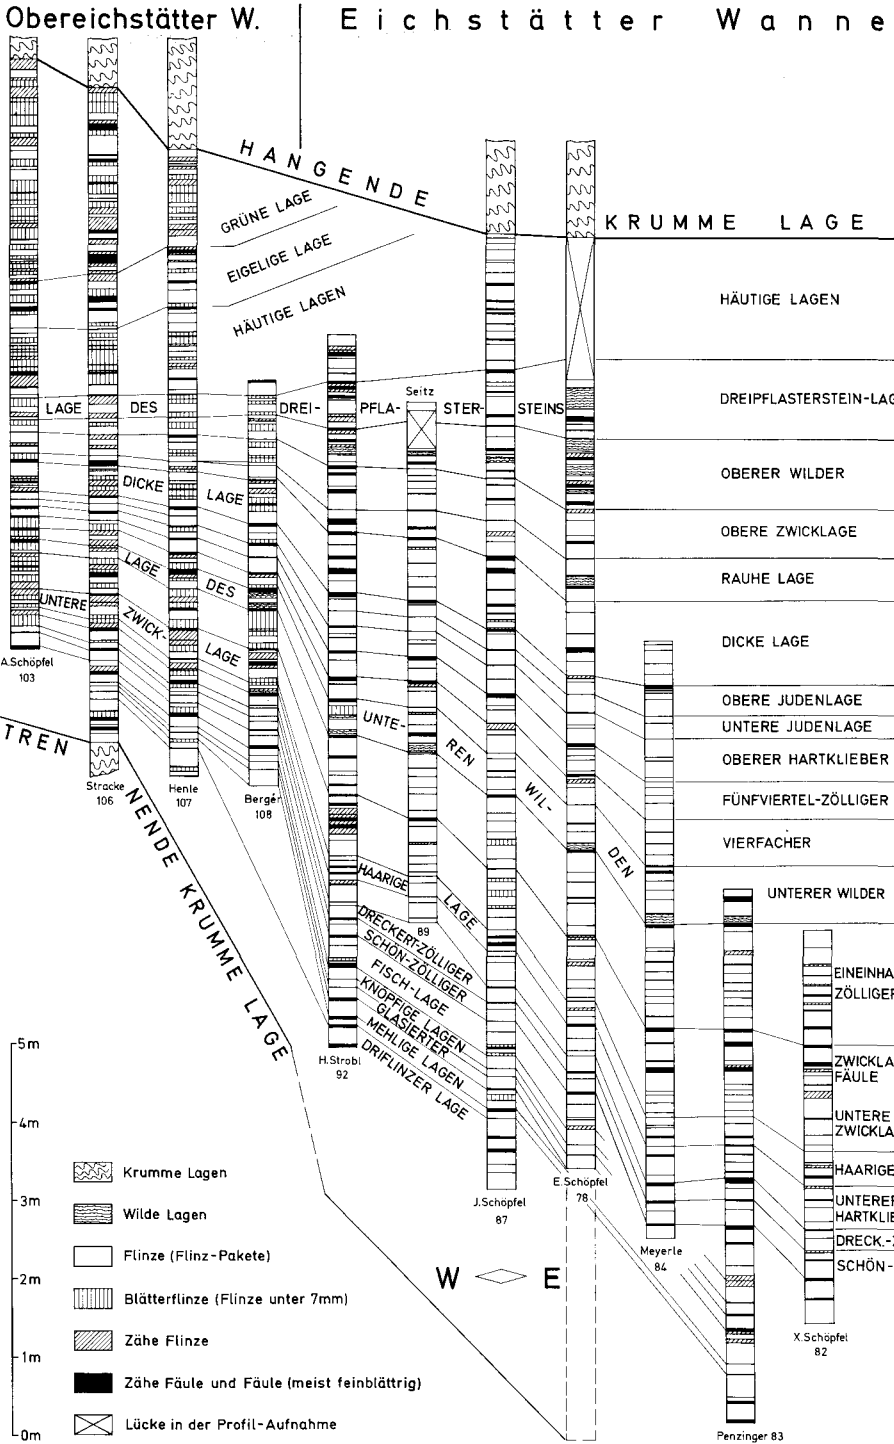 Obereichstätter W.
Eichstätter Wanne
HANGENDE
KRUMME LAGE
GRÜNE LAGE
EIGELIGE LAGE
HÄUTIGE LAGEN
HÄUTIGE LAGEN
Seitz
LAGE DES DREI- PFLA- STER- STEINS
DREIPFLASTERSTEIN-LAG
OBERER WILDER
DICKE LAGE
OBERE ZWICKLAGE
RAUHE LAGE
LAGE DES
UNTERE ZWICK- LAGE
DICKE LAGE
A.Schöpfel
103
OBERE JUDENLAGE
UNTERE JUDENLAGE
OBERER HARTKLIEBER
FÜNFVIERTEL-ZÖLLIGER
VIERFACHER
UNTE- REN WIL- DEN
UNTERER WILDER
TREN NENDE KRUMME LAGE
Stracke
106
Henle
107
Berger
108
HAARIGE LAGE
89
DRECKERT-ZÖLLIGER
SCHÖN-ZÖLLIGER
FISCH-LAGE
KNÖPFIGE LAGEN
GLASIERTER
MEHLIGE LAGEN
DRIFLINZER LAGE
EINEINHA
ZÖLLIGER
ZWICKLA
FÄULE
UNTERE
ZWICKLA
HAARIGE
UNTERER
HARTKLIE
DRECK.-
SCHÖN-
H.Strobl
92
J.Schöpfel
87
E.Schöpfel
78
Meyerle
84
X.Schöpfel
82
Penzinger 83
W E
5m
4m
3m
2m
1m
0m
Krumme Lagen
Wilde Lagen
Flinze (Flinz-Pakete)
Blätterflinze (Flinze unter 7mm)
Zähe Flinze
Zähe Fäule und Fäule (meist feinblättrig)
Lücke in der Profil-Aufnahme